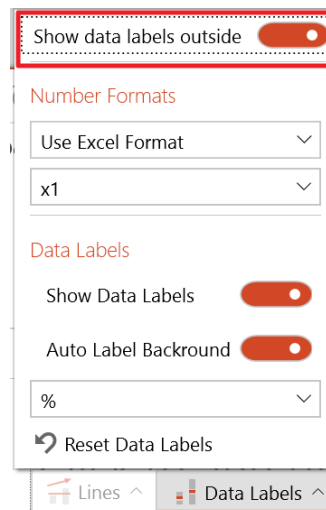 Show data labels outside
Number Formats
Use Excel Format
x1
Data Labels
Show Data Labels
Auto Label Backround
%
Reset Data Labels
Lines
Data Labels